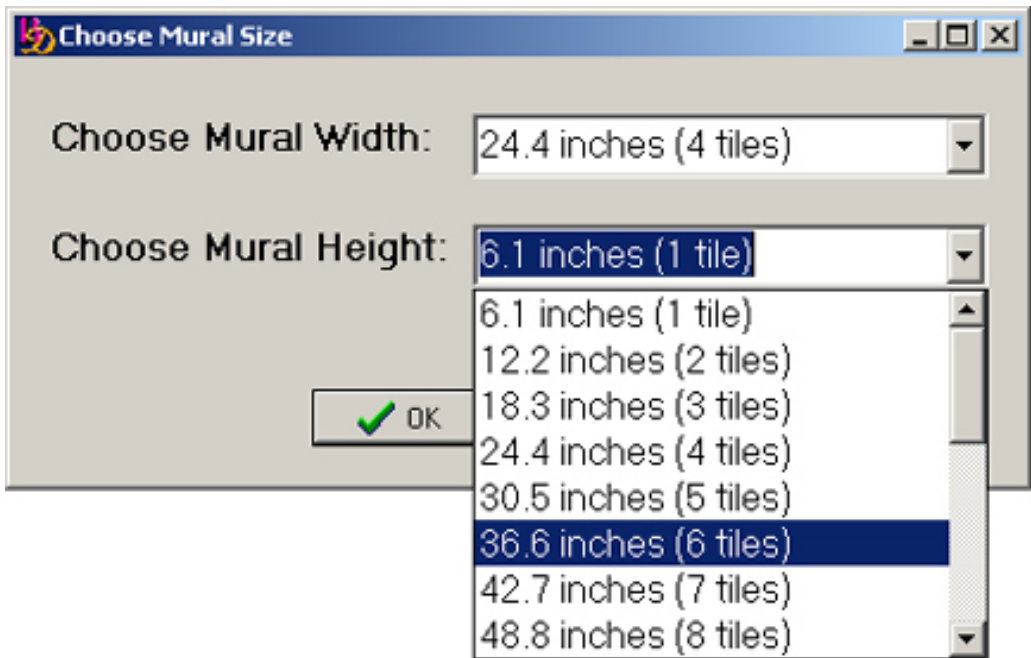 Choose Mural Size
Choose Mural Width: 24.4 inches (4 tiles)
Choose Mural Height: 6.1 inches (1 tile)
6.1 inches (1 tile)
12.2 inches (2 tiles)
18.3 inches (3 tiles)
OK
24.4 inches (4 tiles)
30.5 inches (5 tiles)
36.6 inches (6 tiles)
42.7 inches (7 tiles)
48.8 inches (8 tiles)